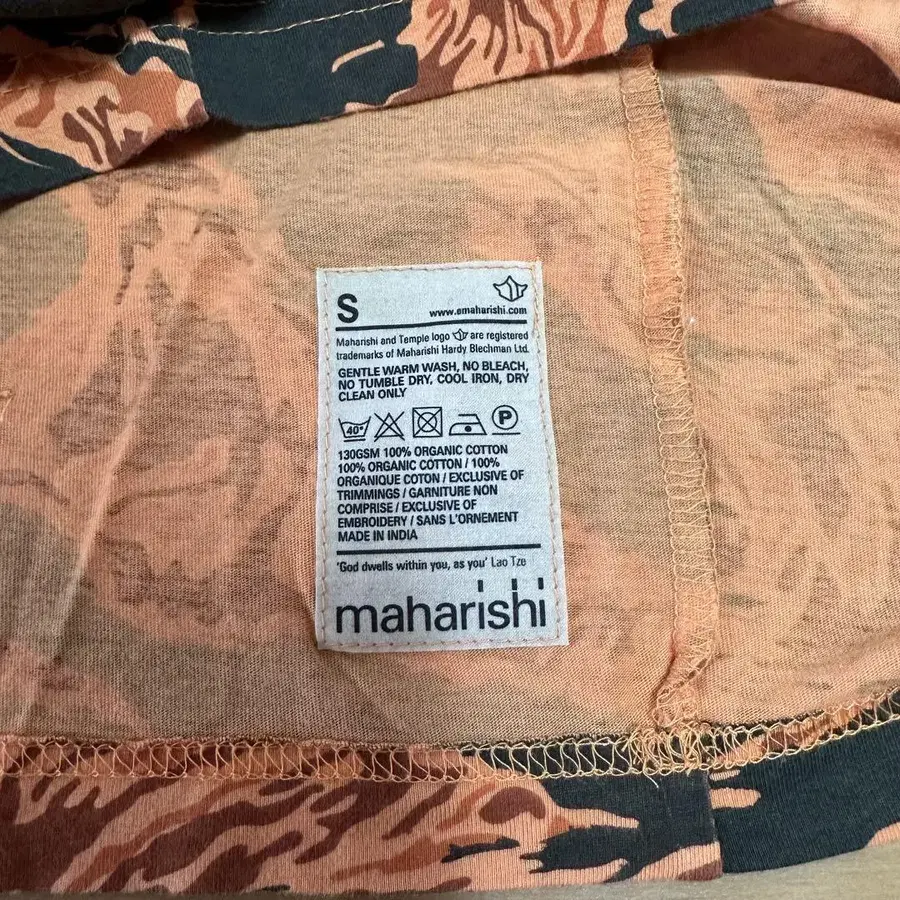 S
www.emaharishi.com
Maharishi and Temple logo are registered
trademarks of Maharishi Hardy Blechman Ltd.
GENTLE WARM WASH, NO BLEACH,
NO TUMBLE DRY, COOL IRON, DRY
CLEAN ONLY
40° P
130GSM 100% ORGANIC COTTON
100% ORGANIC COTTON / 100%
ORGANIQUE COTON / EXCLUSIVE OF
TRIMMINGS / GARNITURE NON
COMPRISE / EXCLUSIVE OF
EMBROIDERY / SANS L'ORNEMENT
MADE IN INDIA
'God dwells within you, as you' Lao Tze
maharishi